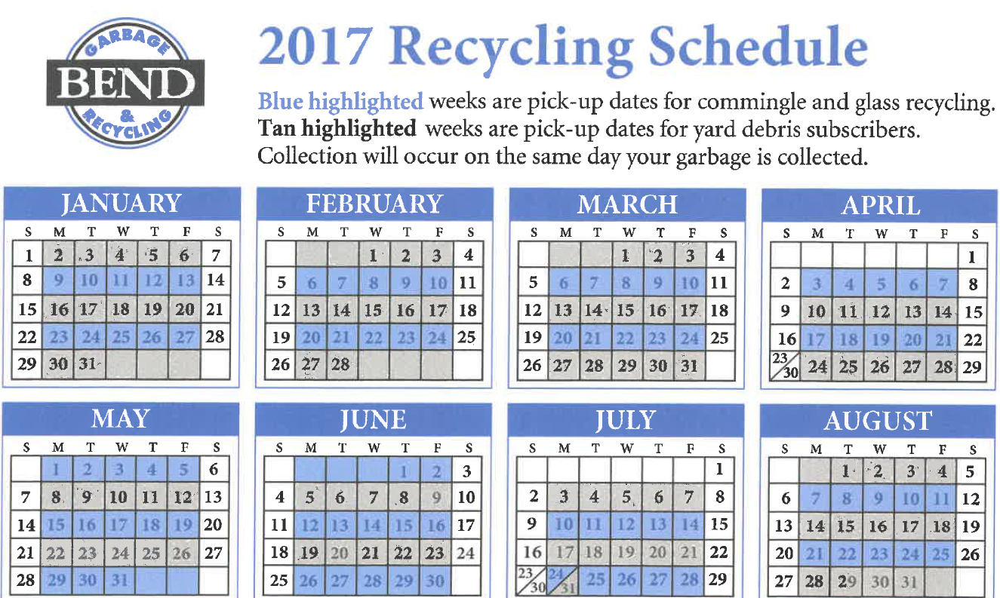 GARBAGE
BEND
&
RECYCLING
2017 Recycling Schedule
Blue highlighted weeks are pick-up dates for commingle and glass recycling.
Tan highlighted weeks are pick-up dates for yard debris subscribers.
Collection will occur on the same day your garbage is collected.
JANUARY
S M T W T F S
1 2 3 4 5 6 7
8 9 10 11 12 13 14
15 16 17 18 19 20 21
22 23 24 25 26 27 28
29 30 31
FEBRUARY
S M T W T F S
1 2 3 4
5 6 7 8 9 10 11
12 13 14 15 16 17 18
19 20 21 22 23 24 25
26 27 28
MARCH
S M T W T F S
1 2 3 4
5 6 7 8 9 10 11
12 13 14 15 16 17 18
19 20 21 22 23 24 25
26 27 28 29 30 31
APRIL
S M T W T F S
1
2 3 4 5 6 7 8
9 10 11 12 13 14 15
16 17 18 19 20 21 22
23/30 24 25 26 27 28 29
MAY
S M T W T F S
1 2 3 4 5 6
7 8 9 10 11 12 13
14 15 16 17 18 19 20
21 22 23 24 25 26 27
28 29 30 31
JUNE
S M T W T F S
1 2 3
4 5 6 7 8 9 10
11 12 13 14 15 16 17
18 19 20 21 22 23 24
25 26 27 28 29 30
JULY
S M T W T F S
1
2 3 4 5 6 7 8
9 10 11 12 13 14 15
16 17 18 19 20 21 22
23/30 24/31 25 26 27 28 29
AUGUST
S M T W T F S
1 2 3 4 5
6 7 8 9 10 11 12
13 14 15 16 17 18 19
20 21 22 23 24 25 26
27 28 29 30 31